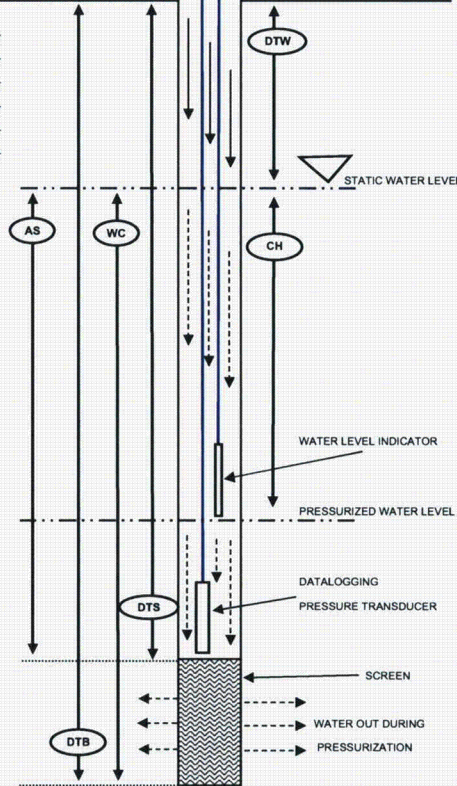 DTW
STATIC WATER LEVEL
AS
WC
CH
WATER LEVEL INDICATOR
PRESSURIZED WATER LEVEL
DATALOGGING
PRESSURE TRANSDUCER
DTS
SCREEN
WATER OUT DURING
PRESSURIZATION
DTB